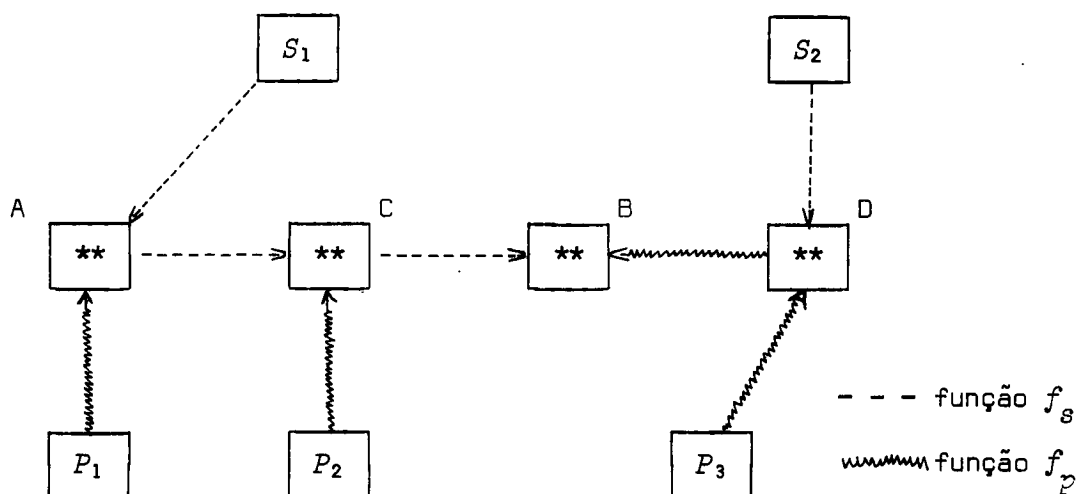 S₁ S₂
A C B D
** ** ** **
função fₛ
P₁ P₂ P₃
função fₚ